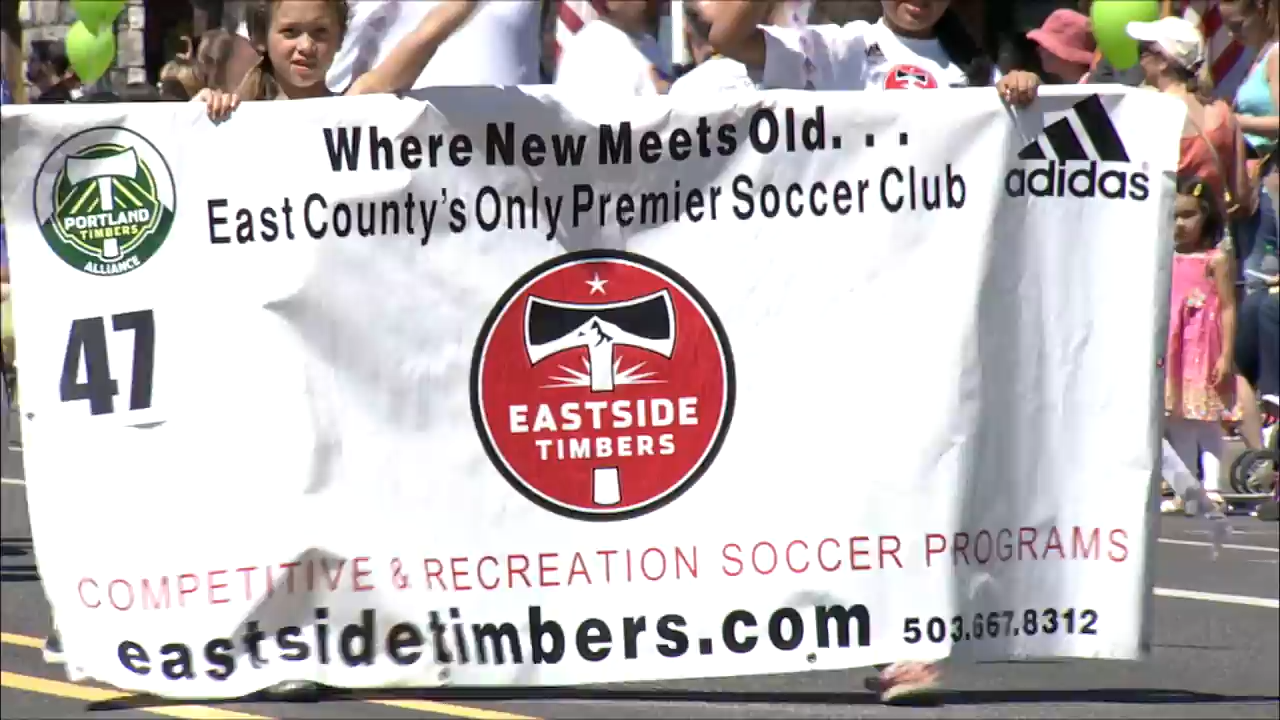 Where New Meets Old. . .
East County's Only Premier Soccer Club
PORTLAND
TIMBERS
ALLIANCE
adidas
47
EASTSIDE
TIMBERS
COMPETITIVE & RECREATION SOCCER PROGRAMS
eastsidetimbers.com 503.667.8312